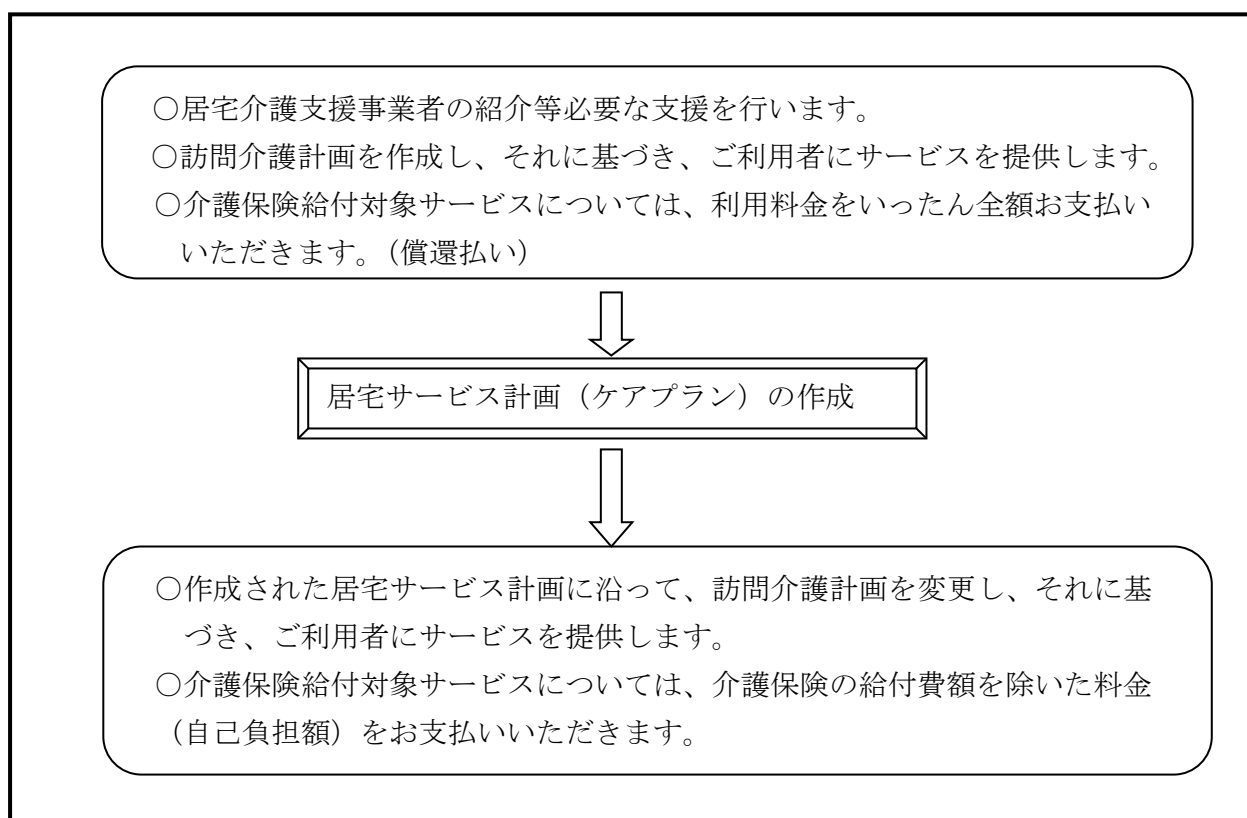 ○居宅介護支援事業者の紹介等必要な支援を行います。
○訪問介護計画を作成し、それに基づき、ご利用者にサービスを提供します。
○介護保険給付対象サービスについては、利用料金をいったん全額お支払い
いただきます。（償還払い）
居宅サービス計画（ケアプラン）の作成
○作成された居宅サービス計画に沿って、訪問介護計画を変更し、それに基
づき、ご利用者にサービスを提供します。
○介護保険給付対象サービスについては、介護保険の給付費額を除いた料金
（自己負担額）をお支払いいただきます。